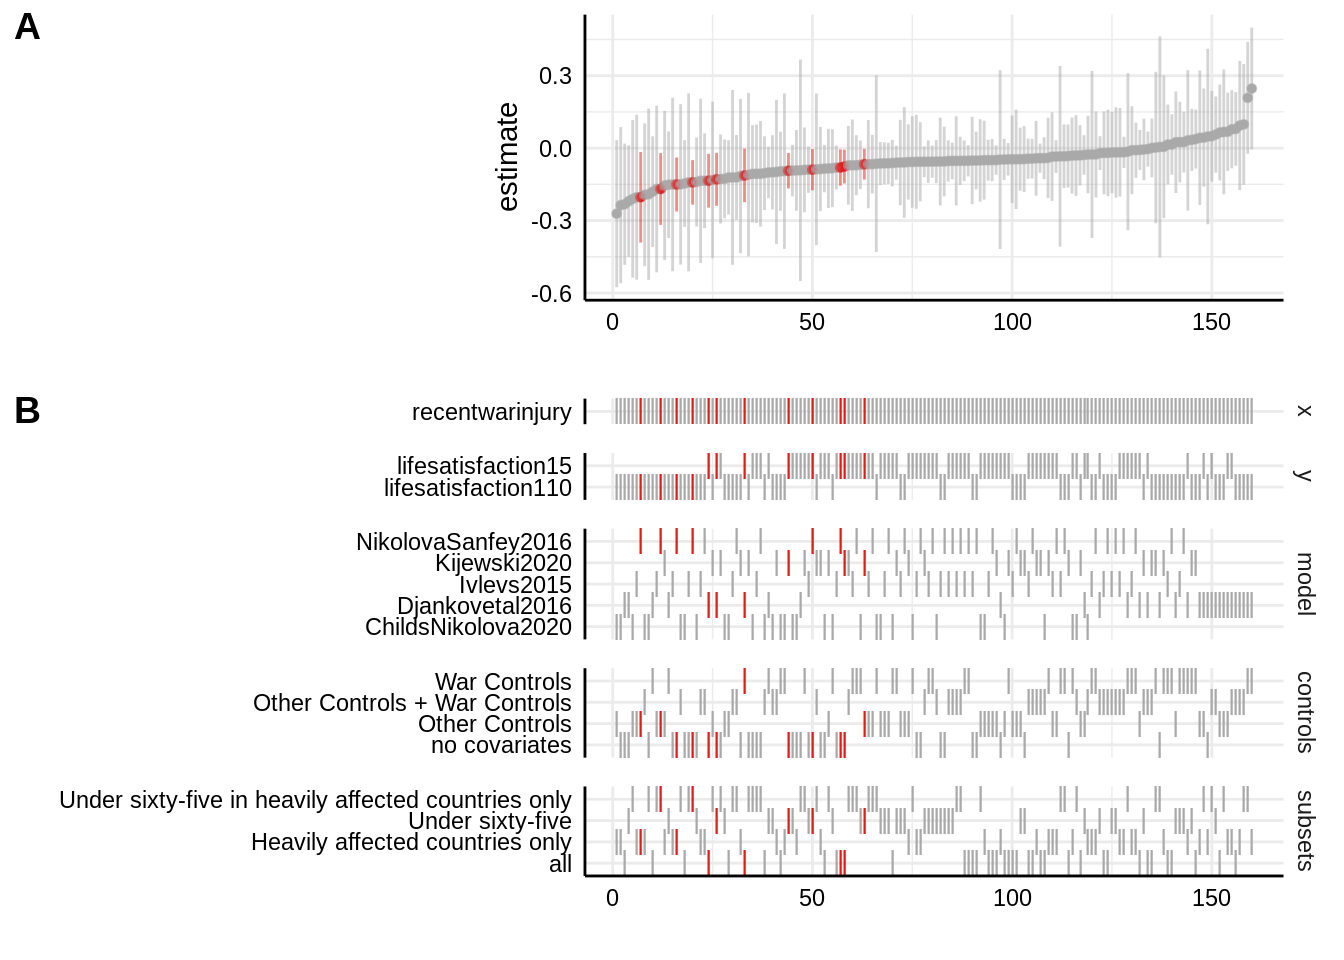 A
estimate
0.3
0.0
-0.3
-0.6
0 50 100 150
B
recentwarinjury
x
lifesatisfaction15
lifesatisfaction110
y
NikolovaSanfey2016
Kijewski2020
Ivlevs2015
Djankovetal2016
ChildsNikolova2020
model
War Controls
Other Controls + War Controls
Other Controls
no covariates
controls
Under sixty-five in heavily affected countries only
Under sixty-five
Heavily affected countries only
all
subsets
0 50 100 150